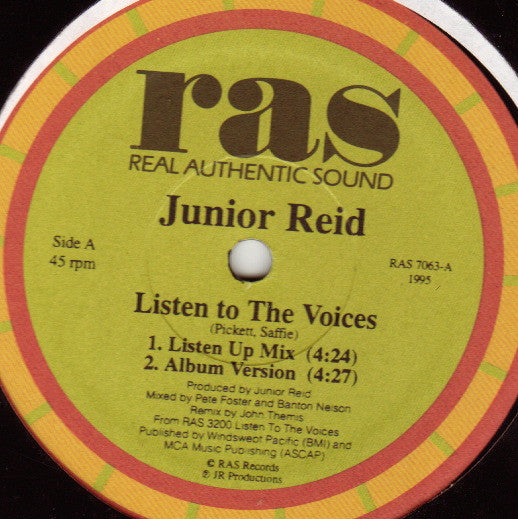 ras
REAL AUTHENTIC SOUND
Junior Reid
Side A
45 rpm
RAS 7063-A
1995
Listen to The Voices
(Pickett, Saffie)
1. Listen Up Mix (4:24)
2. Album Version (4:27)
Produced by Junior Reid
Mixed by Pete Foster and Banton Nelson
Remix by John Themis
From RAS 3200 Listen To The Voices
Published by Windswept Pacific (BMI) and
MCA Music Publishing (ASCAP)
© RAS Records
℗ JR Productions